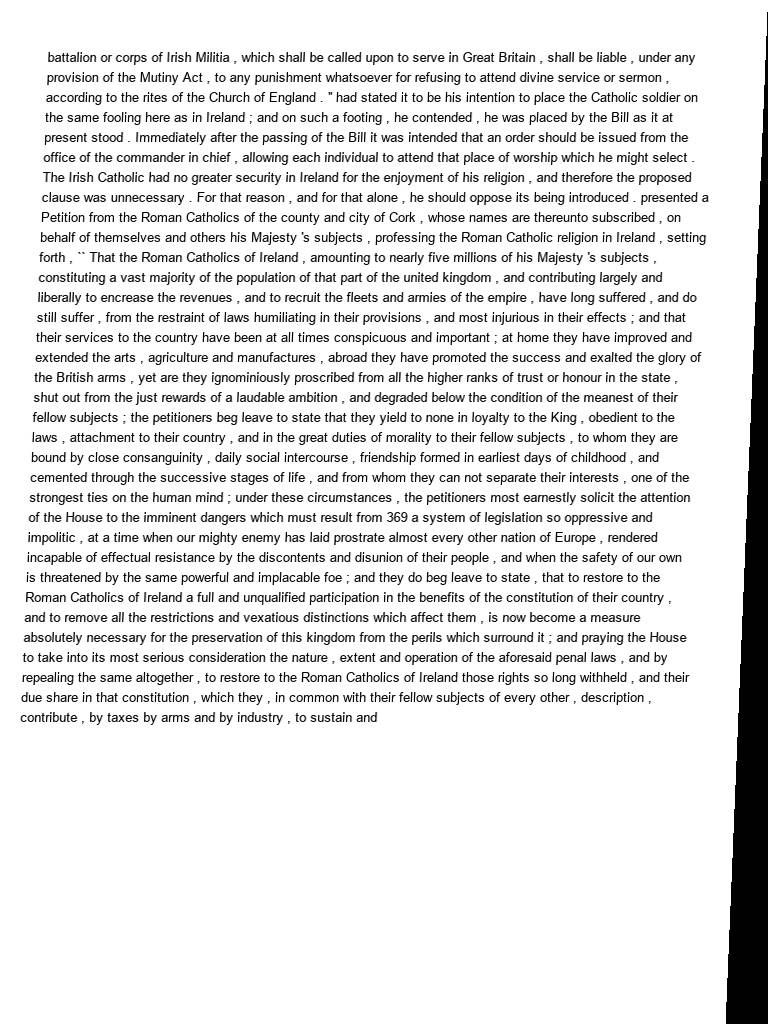 battalion or corps of Irish Militia , which shall be called upon to serve in Great Britain , shall be liable , under any
provision of the Mutiny Act , to any punishment whatsoever for refusing to attend divine service or sermon ,
according to the rites of the Church of England . '' had stated it to be his intention to place the Catholic soldier on
the same fooling here as in Ireland ; and on such a footing , he contended , he was placed by the Bill as it at
present stood . Immediately after the passing of the Bill it was intended that an order should be issued from the
office of the commander in chief , allowing each individual to attend that place of worship which he might select .
The Irish Catholic had no greater security in Ireland for the enjoyment of his religion , and therefore the proposed
clause was unnecessary . For that reason , and for that alone , he should oppose its being introduced . presented a
Petition from the Roman Catholics of the county and city of Cork , whose names are thereunto subscribed , on
behalf of themselves and others his Majesty 's subjects , professing the Roman Catholic religion in Ireland , setting
forth , `` That the Roman Catholics of Ireland , amounting to nearly five millions of his Majesty 's subjects ,
constituting a vast majority of the population of that part of the united kingdom , and contributing largely and
liberally to encrease the revenues , and to recruit the fleets and armies of the empire , have long suffered , and do
still suffer , from the restraint of laws humiliating in their provisions , and most injurious in their effects ; and that
their services to the country have been at all times conspicuous and important ; at home they have improved and
extended the arts , agriculture and manufactures , abroad they have promoted the success and exalted the glory of
the British arms , yet are they ignominiously proscribed from all the higher ranks of trust or honour in the state ,
shut out from the just rewards of a laudable ambition , and degraded below the condition of the meanest of their
fellow subjects ; the petitioners beg leave to state that they yield to none in loyalty to the King , obedient to the
laws , attachment to their country , and in the great duties of morality to their fellow subjects , to whom they are
bound by close consanguinity , daily social intercourse , friendship formed in earliest days of childhood , and
cemented through the successive stages of life , and from whom they can not separate their interests , one of the
strongest ties on the human mind ; under these circumstances , the petitioners most earnestly solicit the attention
of the House to the imminent dangers which must result from 369 a system of legislation so oppressive and
impolitic , at a time when our mighty enemy has laid prostrate almost every other nation of Europe , rendered
incapable of effectual resistance by the discontents and disunion of their people , and when the safety of our own
is threatened by the same powerful and implacable foe ; and they do beg leave to state , that to restore to the
Roman Catholics of Ireland a full and unqualified participation in the benefits of the constitution of their country ,
and to remove all the restrictions and vexatious distinctions which affect them , is now become a measure
absolutely necessary for the preservation of this kingdom from the perils which surround it ; and praying the House
to take into its most serious consideration the nature , extent and operation of the aforesaid penal laws , and by
repealing the same altogether , to restore to the Roman Catholics of Ireland those rights so long withheld , and their
due share in that constitution , which they , in common with their fellow subjects of every other , description ,
contribute , by taxes by arms and by industry , to sustain and